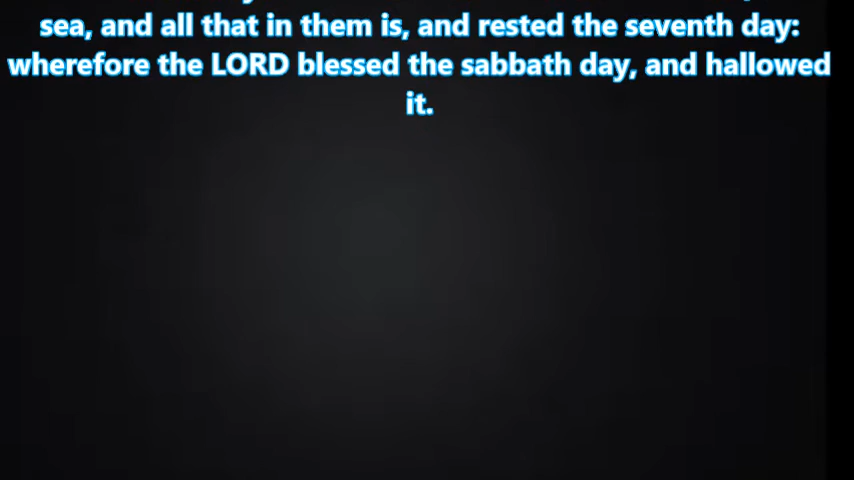 sea, and all that in them is, and rested the seventh day:
wherefore the LORD blessed the sabbath day, and hallowed
it.